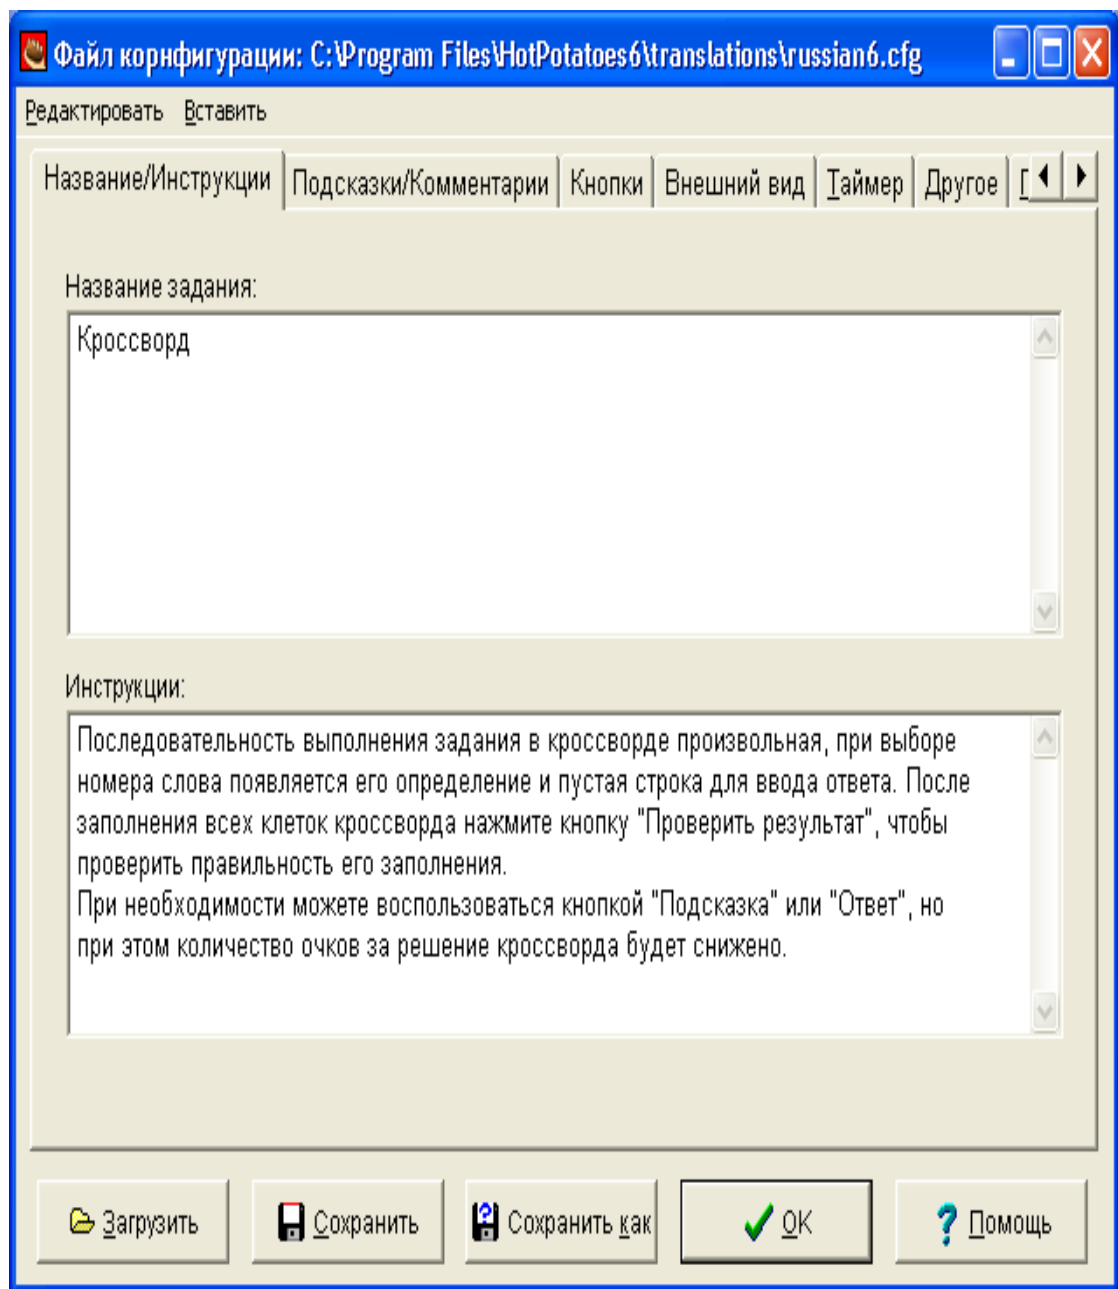 Файл корнфигурации: C:\Program Files\HotPotatoes6\translations\russian6.cfg
Редактировать Вставить
Название/Инструкции Подсказки/Комментарии Кнопки Внешний вид Таймер Другое
Название задания:
Кроссворд
Инструкции:
Последовательность выполнения задания в кроссворде произвольная, при выборе
номера слова появляется его определение и пустая строка для ввода ответа. После
заполнения всех клеток кроссворда нажмите кнопку "Проверить результат", чтобы
проверить правильность его заполнения.
При необходимости можете воспользоваться кнопкой "Подсказка" или "Ответ", но
при этом количество очков за решение кроссворда будет снижено.
Загрузить Сохранить Сохранить как OK Помощь